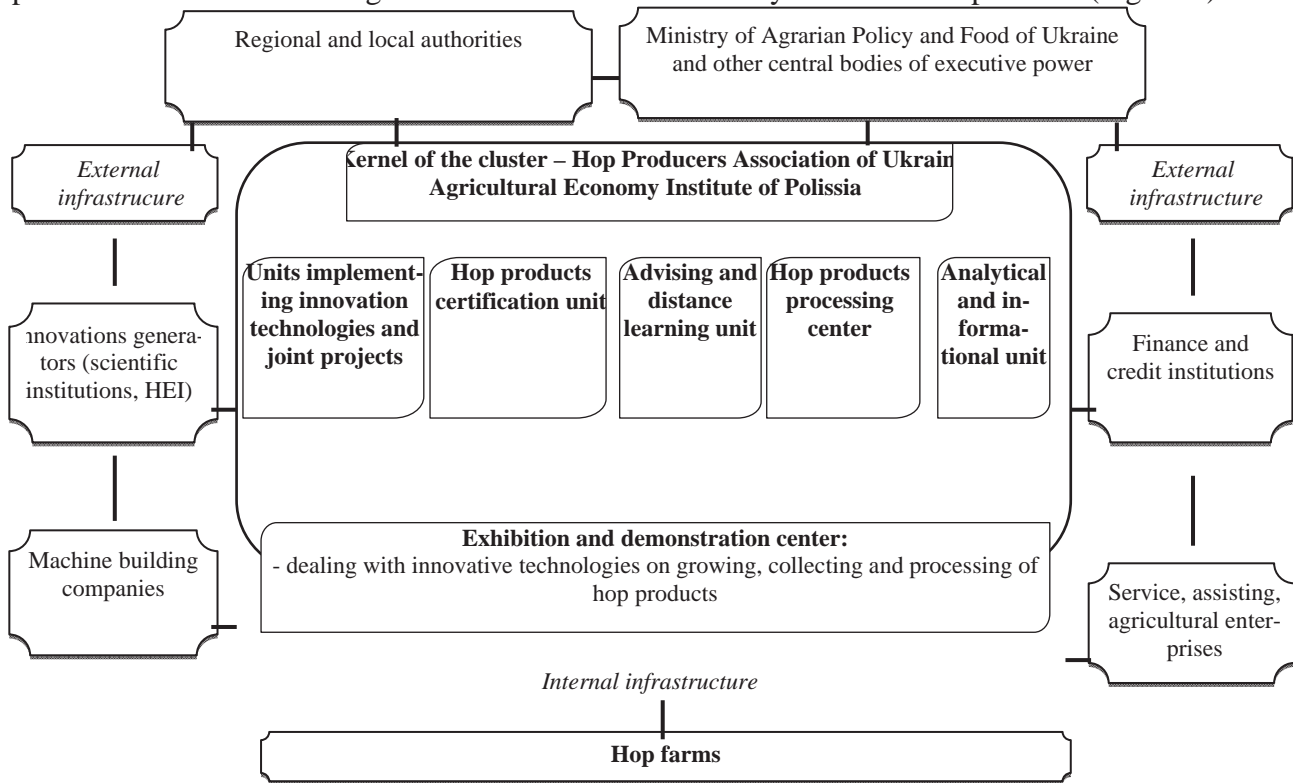 Regional and local authorities
Ministry of Agrarian Policy and Food of Ukraine
and other central bodies of executive power
External
infrastrucure
Kernel of the cluster – Hop Producers Association of Ukrain
Agricultural Economy Institute of Polissia
External
infrastructure
Units implement-
ing innovation
technologies and
joint projects
Hop products
certification unit
Advising and
distance
learning unit
Hop products
processing
center
Analytical
and in-
forma-
tional unit
nnovations genera-
tors (scientific
institutions, HEI)
Finance and
credit institutions
Machine building
companies
Exhibition and demonstration center:
- dealing with innovative technologies on growing, collecting and processing of
hop products
Service, assisting,
agricultural enter-
prises
Internal infrastructure
Hop farms